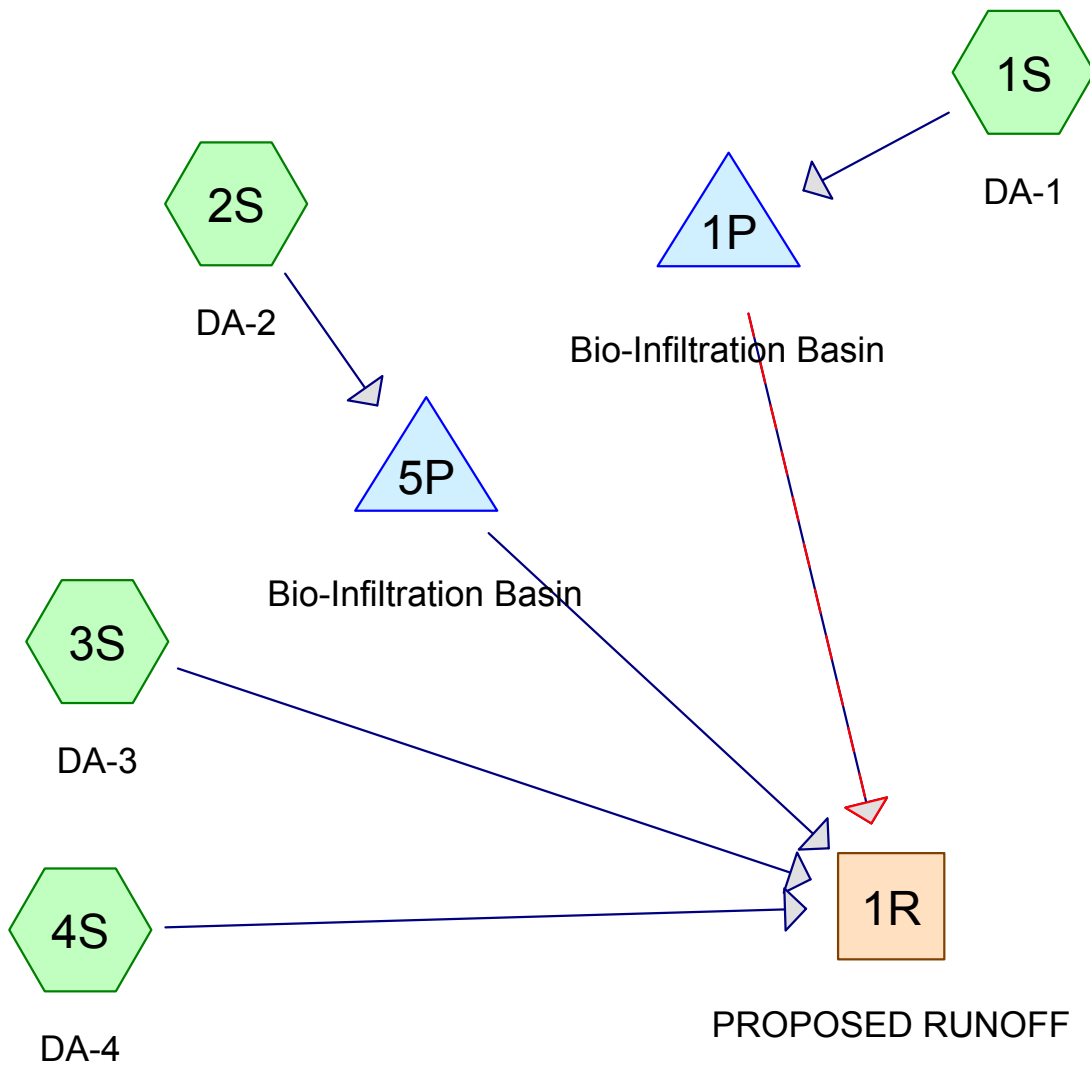 1S
DA-1
2S
DA-2
1P
Bio-Infiltration Basin
5P
Bio-Infiltration Basin
3S
DA-3
4S
DA-4
1R
PROPOSED RUNOFF